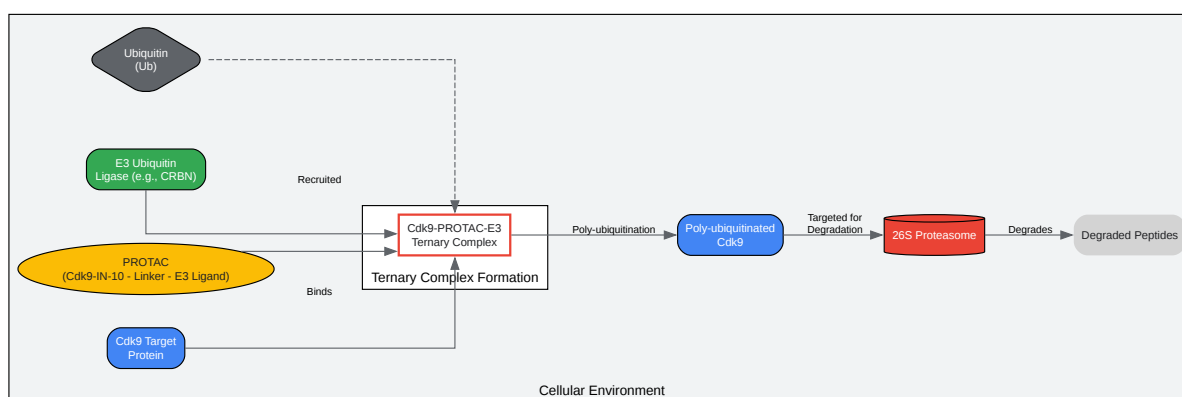 Ubiquitin
(Ub)
E3 Ubiquitin
Ligase (e.g., CRBN)
Recruited
Cdk9-PROTAC-E3
Ternary Complex
Poly-ubiquitination
Poly-ubiquitinated
Cdk9
Targeted for
Degradation
26S Proteasome
Degrades
Degraded Peptides
PROTAC
(Cdk9-IN-10 - Linker - E3 Ligand)
Ternary Complex Formation
Binds
Cdk9 Target
Protein
Cellular Environment